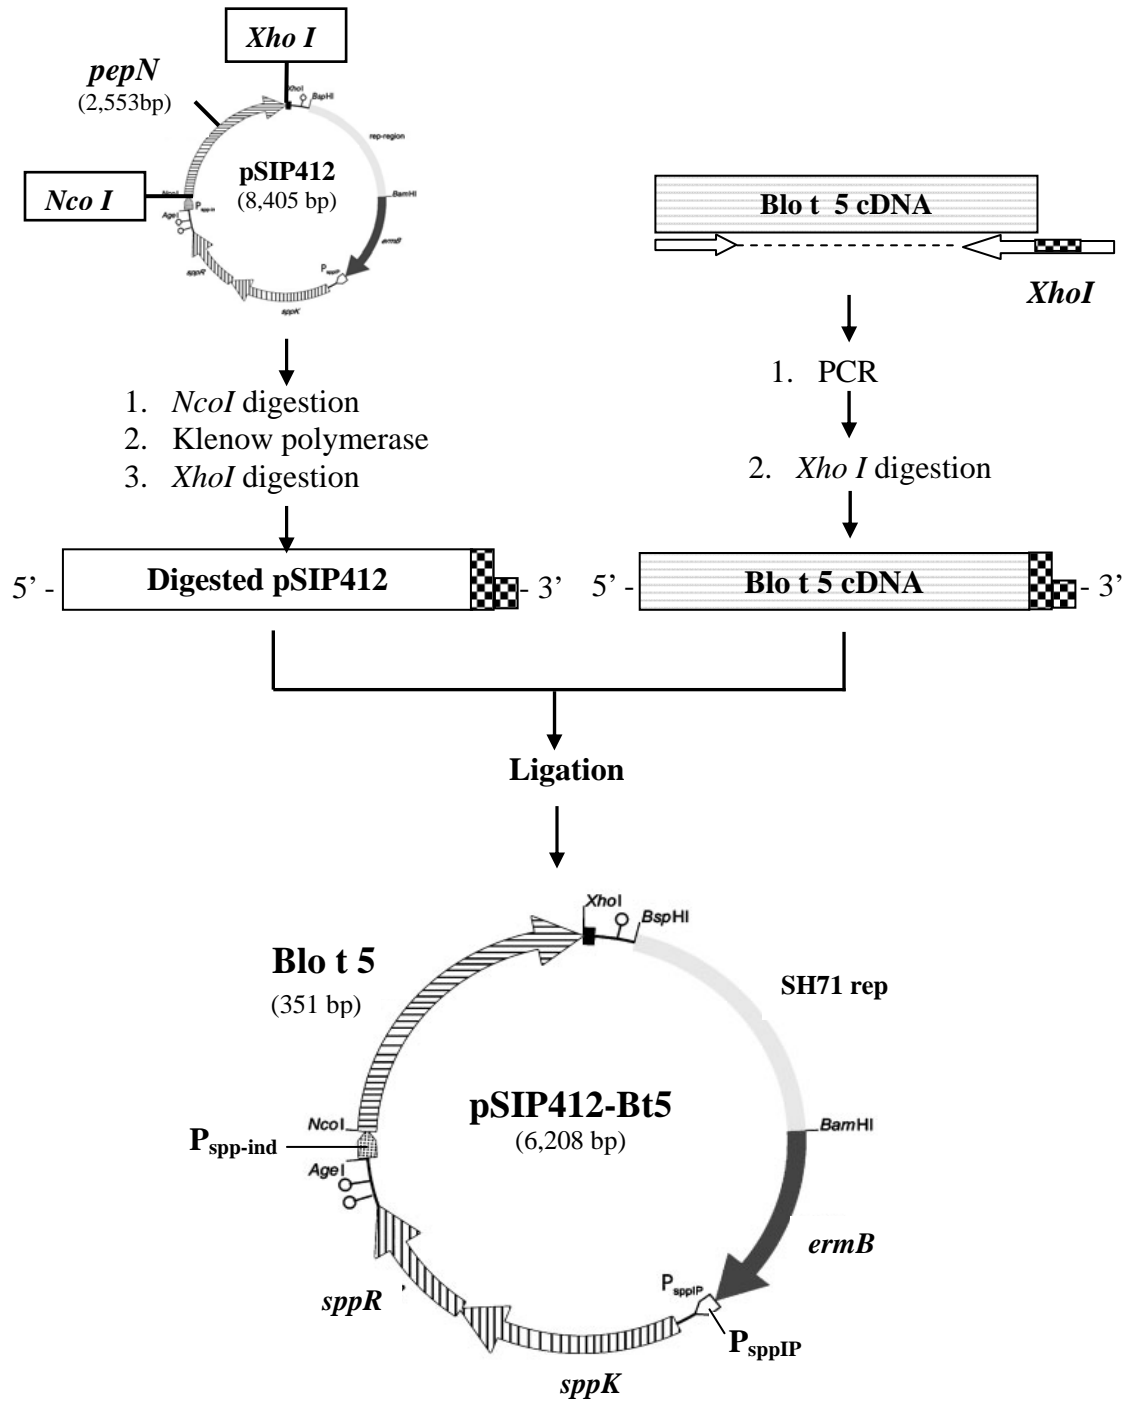 Xho I
pepN
(2,553bp)
XhoI
BspHI
rep-region
pSIP412
(8,405 bp)
Nco I
NcoI
BamHI
P spp-in
AgeI
ermB
sppR
P sppIP
sppK
Blo t 5 cDNA
XhoI
1. NcoI digestion
2. Klenow polymerase
3. XhoI digestion
1. PCR
2. Xho I digestion
5' - Digested pSIP412 - 3'
5' - Blo t 5 cDNA - 3'
Ligation
XhoI
BspHI
Blo t 5
(351 bp)
SH71 rep
pSIP412-Bt5
(6,208 bp)
NcoI
BamHI
Pspp-ind
AgeI
ermB
sppR
PsppIP
PsppIP
sppK